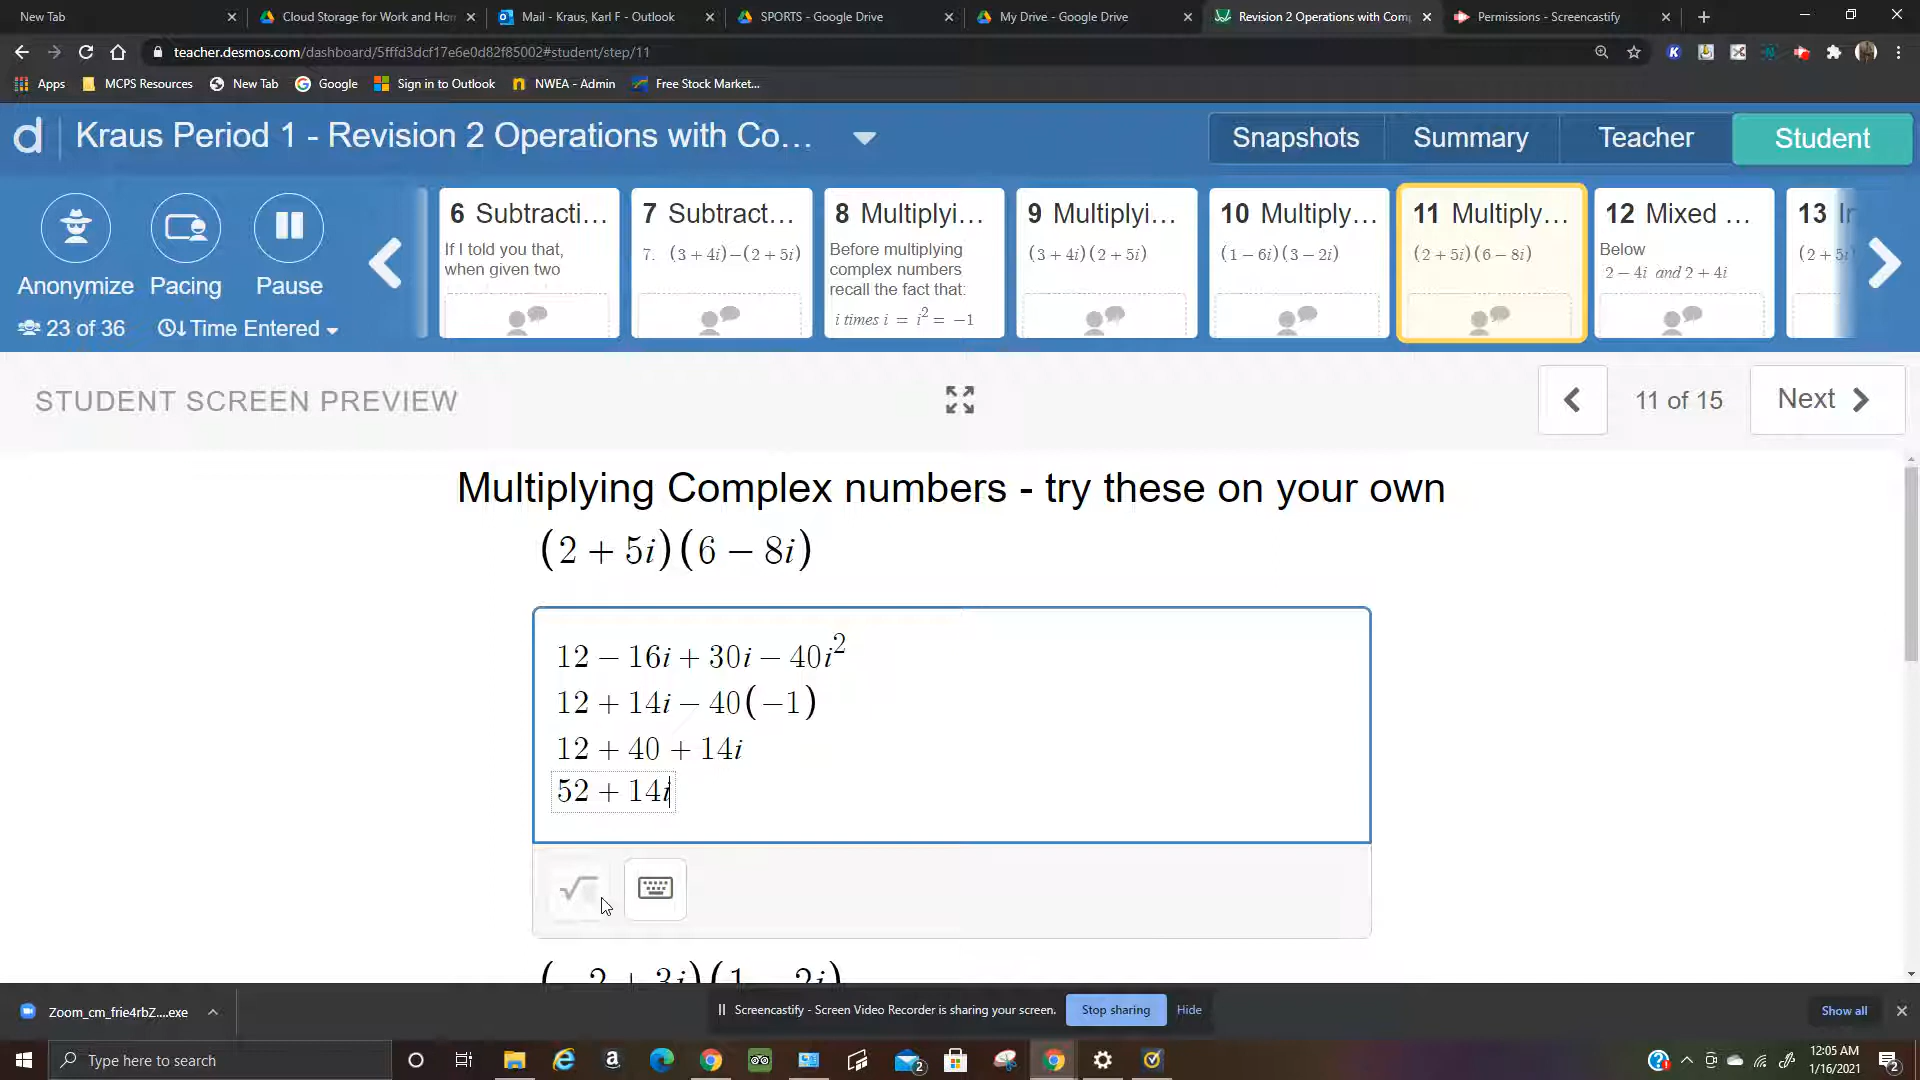 New Tab
Cloud Storage for Work and Hom
Mail - Kraus, Karl F - Outlook
SPORTS - Google Drive
My Drive - Google Drive
Revision 2 Operations with Comp
Permissions - Screencastify
teacher.desmos.com/dashboard/5fffd3dcf17e6e0d82f85002#student/step/11
Apps
MCPS Resources
New Tab
Google
Sign in to Outlook
NWEA - Admin
Free Stock Market...
d
Kraus Period 1 - Revision 2 Operations with Co...
Snapshots
Summary
Teacher
Student
Anonymize
Pacing
Pause
23 of 36
Time Entered
6 Subtracti...
If I told you that,
when given two
7 Subtract...
7. (3 + 4i)−(2 + 5i)
8 Multiplyi...
Before multiplying
complex numbers
recall the fact that:
i times i = i² = −1
9 Multiplyi...
(3 + 4i)(2 + 5i)
10 Multiply...
(1 − 6i)(3 − 2i)
11 Multiply...
(2 + 5i)(6 − 8i)
12 Mixed ...
Below
2 − 4i and 2 + 4i
13
(2 + 5i
STUDENT SCREEN PREVIEW
11 of 15
Next
Multiplying Complex numbers - try these on your own
(2 + 5i)(6 − 8i)
12 − 16i + 30i − 40i²
12 + 14i − 40(−1)
12 + 40 + 14i
52 + 14i
(−2 + 3i)(1 − 2i)
Zoom_cm_frie4rbZ....exe
Screencastify - Screen Video Recorder is sharing your screen.
Stop sharing
Hide
Show all
Type here to search
12:05 AM
1/16/2021
2
2